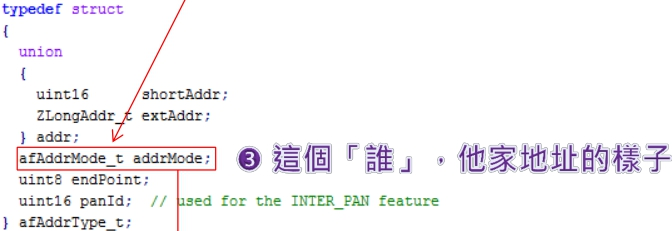 typedef struct
{
union
{
uint16 shortAddr;
ZLongAddr_t extAddr;
} addr;
afAddrMode_t addrMode; ❸ 這個「誰」,他家地址的樣子
uint8 endPoint;
uint16 panId; // used for the INTER_PAN feature
} afAddrType_t;